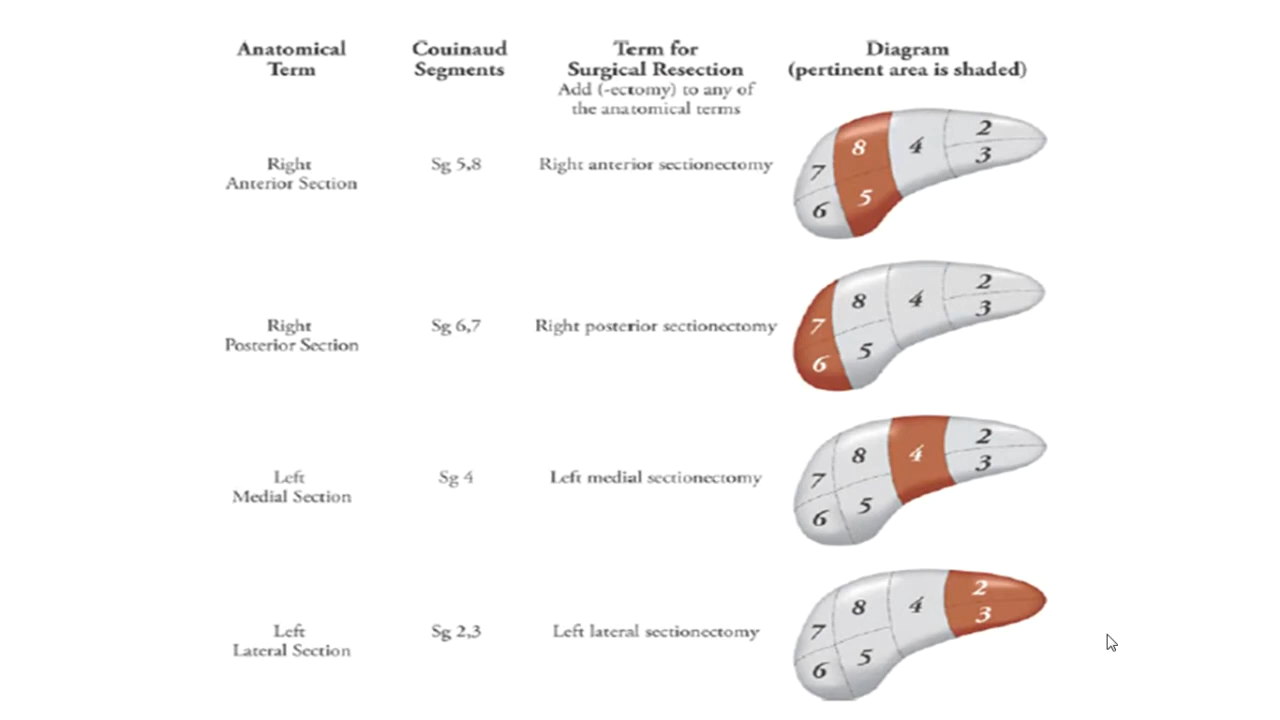 Anatomical Term
Couinaud Segments
Term for Surgical Resection
Add (-ectomy) to any of the anatomical terms
Diagram (pertinent area is shaded)
Right Anterior Section
Sg 5,8
Right anterior sectionectomy
8
4
2
3
7
5
6
Right Posterior Section
Sg 6,7
Right posterior sectionectomy
8
4
2
3
7
5
6
Left Medial Section
Sg 4
Left medial sectionectomy
8
4
2
3
7
5
6
Left Lateral Section
Sg 2,3
Left lateral sectionectomy
8
4
2
3
7
5
6